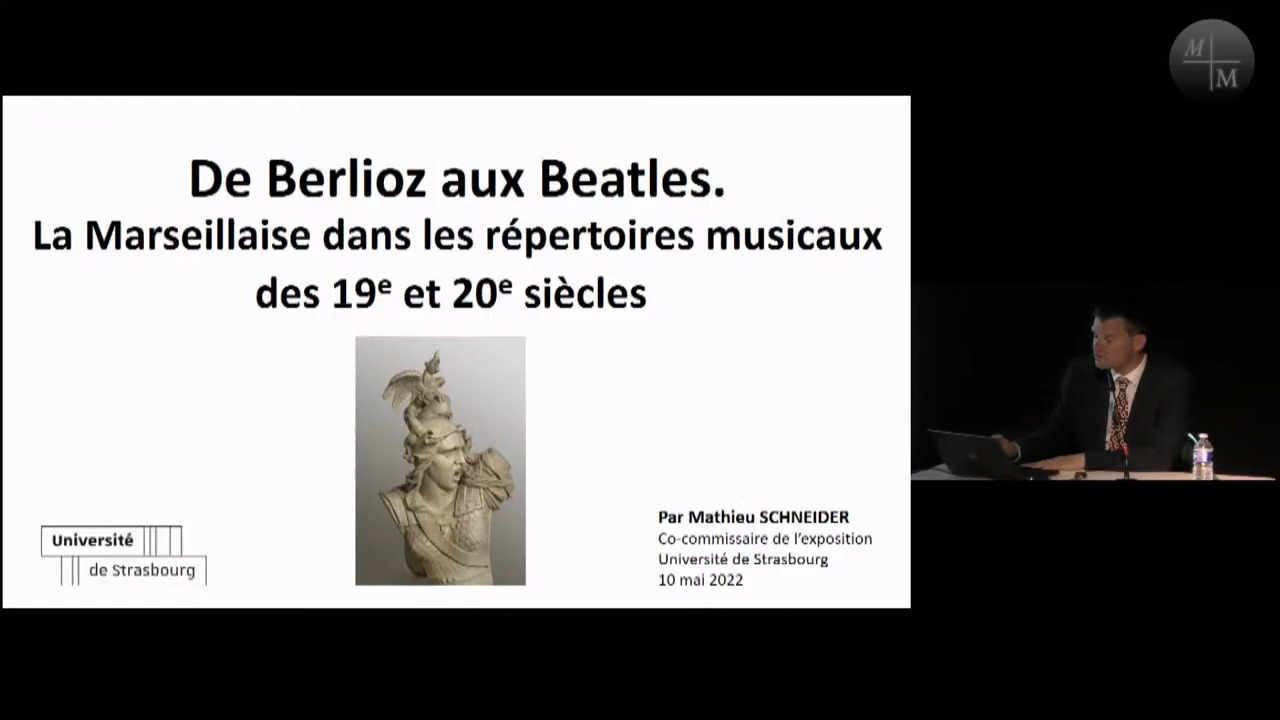 M
M
De Berlioz aux Beatles.
La Marseillaise dans les répertoires musicaux
des 19e et 20e siècles
Par Mathieu SCHNEIDER
Co-commissaire de l'exposition
Université de Strasbourg
10 mai 2022
Université
de Strasbourg